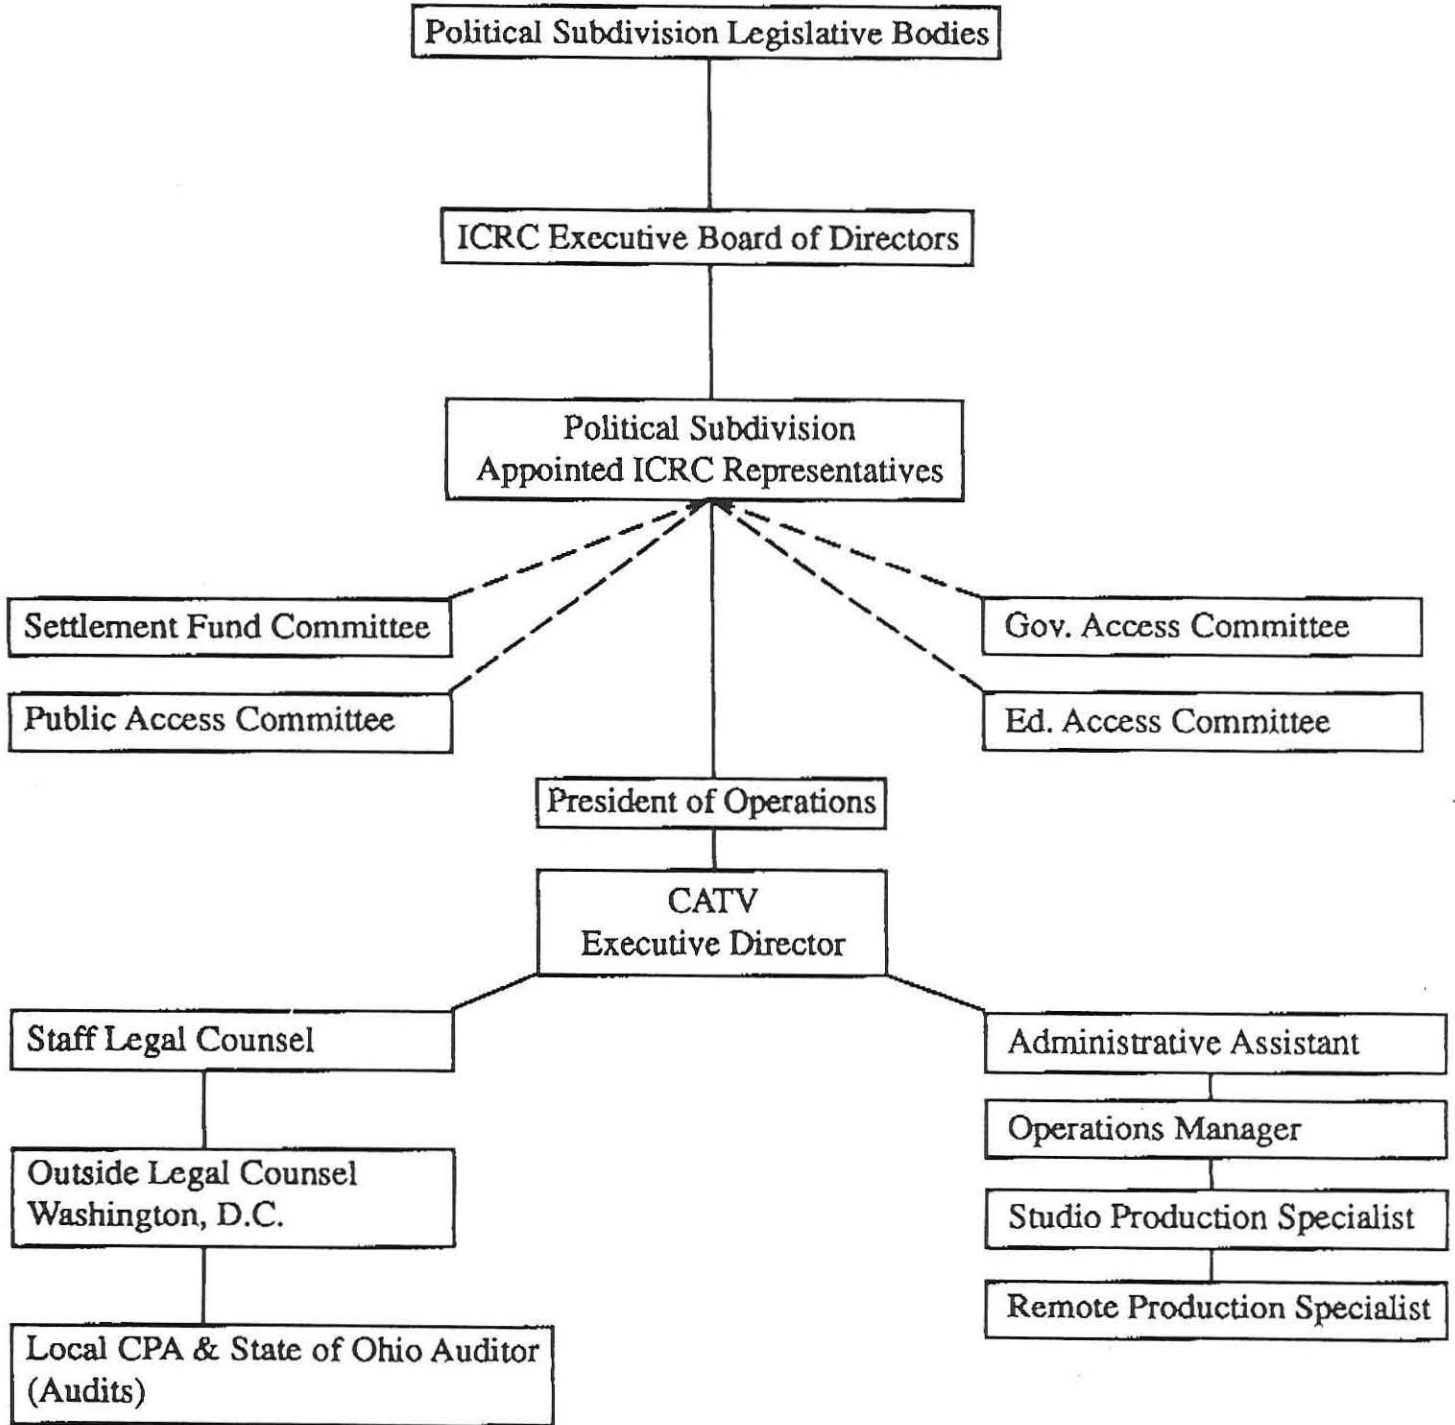 Political Subdivision Legislative Bodies
ICRC Executive Board of Directors
Political Subdivision
Appointed ICRC Representatives
Settlement Fund Committee
Gov. Access Committee
Public Access Committee
Ed. Access Committee
President of Operations
CATV
Executive Director
Staff Legal Counsel
Administrative Assistant
Outside Legal Counsel
Washington, D.C.
Operations Manager
Studio Production Specialist
Remote Production Specialist
Local CPA & State of Ohio Auditor
(Audits)